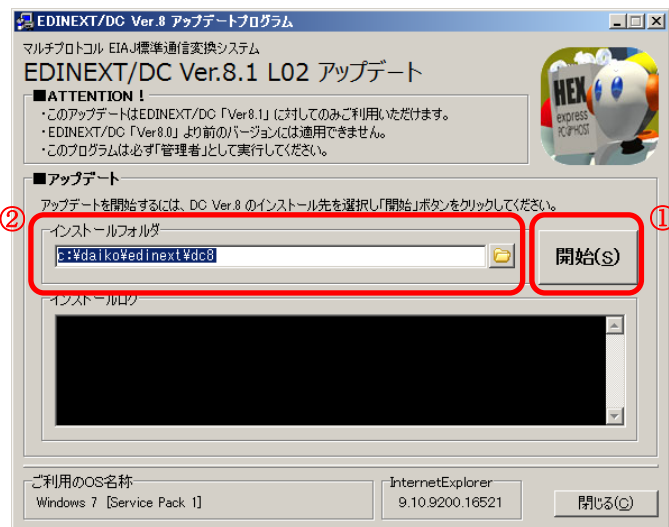 EDINEXT/DC Ver.8 アップデートプログラム
マルチプロトコル EIAJ標準通信変換システム
EDINEXT/DC Ver.8.1 L02 アップデート
■ATTENTION！
・このアップデートはEDINEXT/DC「Ver8.1」に対してのみご利用いただけます。
・EDINEXT/DC「Ver8.0」より前のバージョンには適用できません。
・このプログラムは必ず「管理者」として実行してください。
HEX
express
PC@HOST
■アップデート
アップデートを開始するには、DC Ver.8 のインストール先を選択し「開始」ボタンをクリックしてください。
②
①
インストールフォルダ
c:¥daiko¥edinext¥dc8
開始(S)
インストールログ
ご利用のOS名称
Windows 7 [Service Pack 1]
InternetExplorer
9.10.9200.16521
閉じる(C)